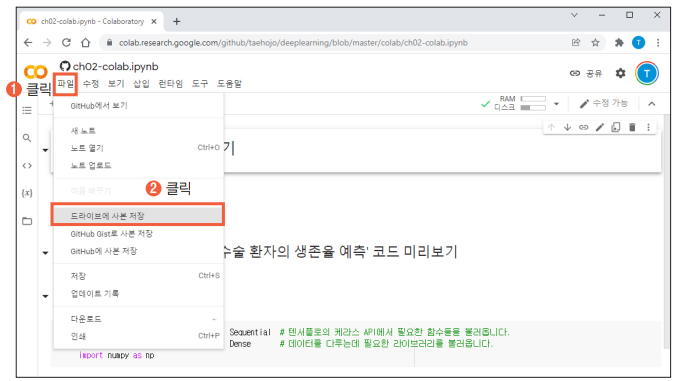 ch02-colab.ipynb - Colaboratory
colab.research.google.com/github/taehojo/deeplearning/blob/master/colab/ch02-colab.ipynb
T
CO
ch02-colab.ipynb
공유
T
1 클릭
파일 수정 보기 삽입 런타임 도구 도움말
RAM
디스크
수정 가능
GitHub에서 보기
새 노트
노트 열기 Ctrl+O
기
노트 업로드
이름 바꾸기
2 클릭
드라이브에 사본 저장
GitHub Gist로 사본 저장
GitHub에 사본 저장
수술 환자의 생존율 예측' 코드 미리보기
저장 Ctrl+S
업데이트 기록
다운로드
인쇄 Ctrl+P
Sequential # 텐서플로의 케라스 API에서 필요한 함수들을 불러옵니다.
Dense # 데이터를 다루는데 필요한 라이브러리를 불러옵니다.
import numpy as np
{x}